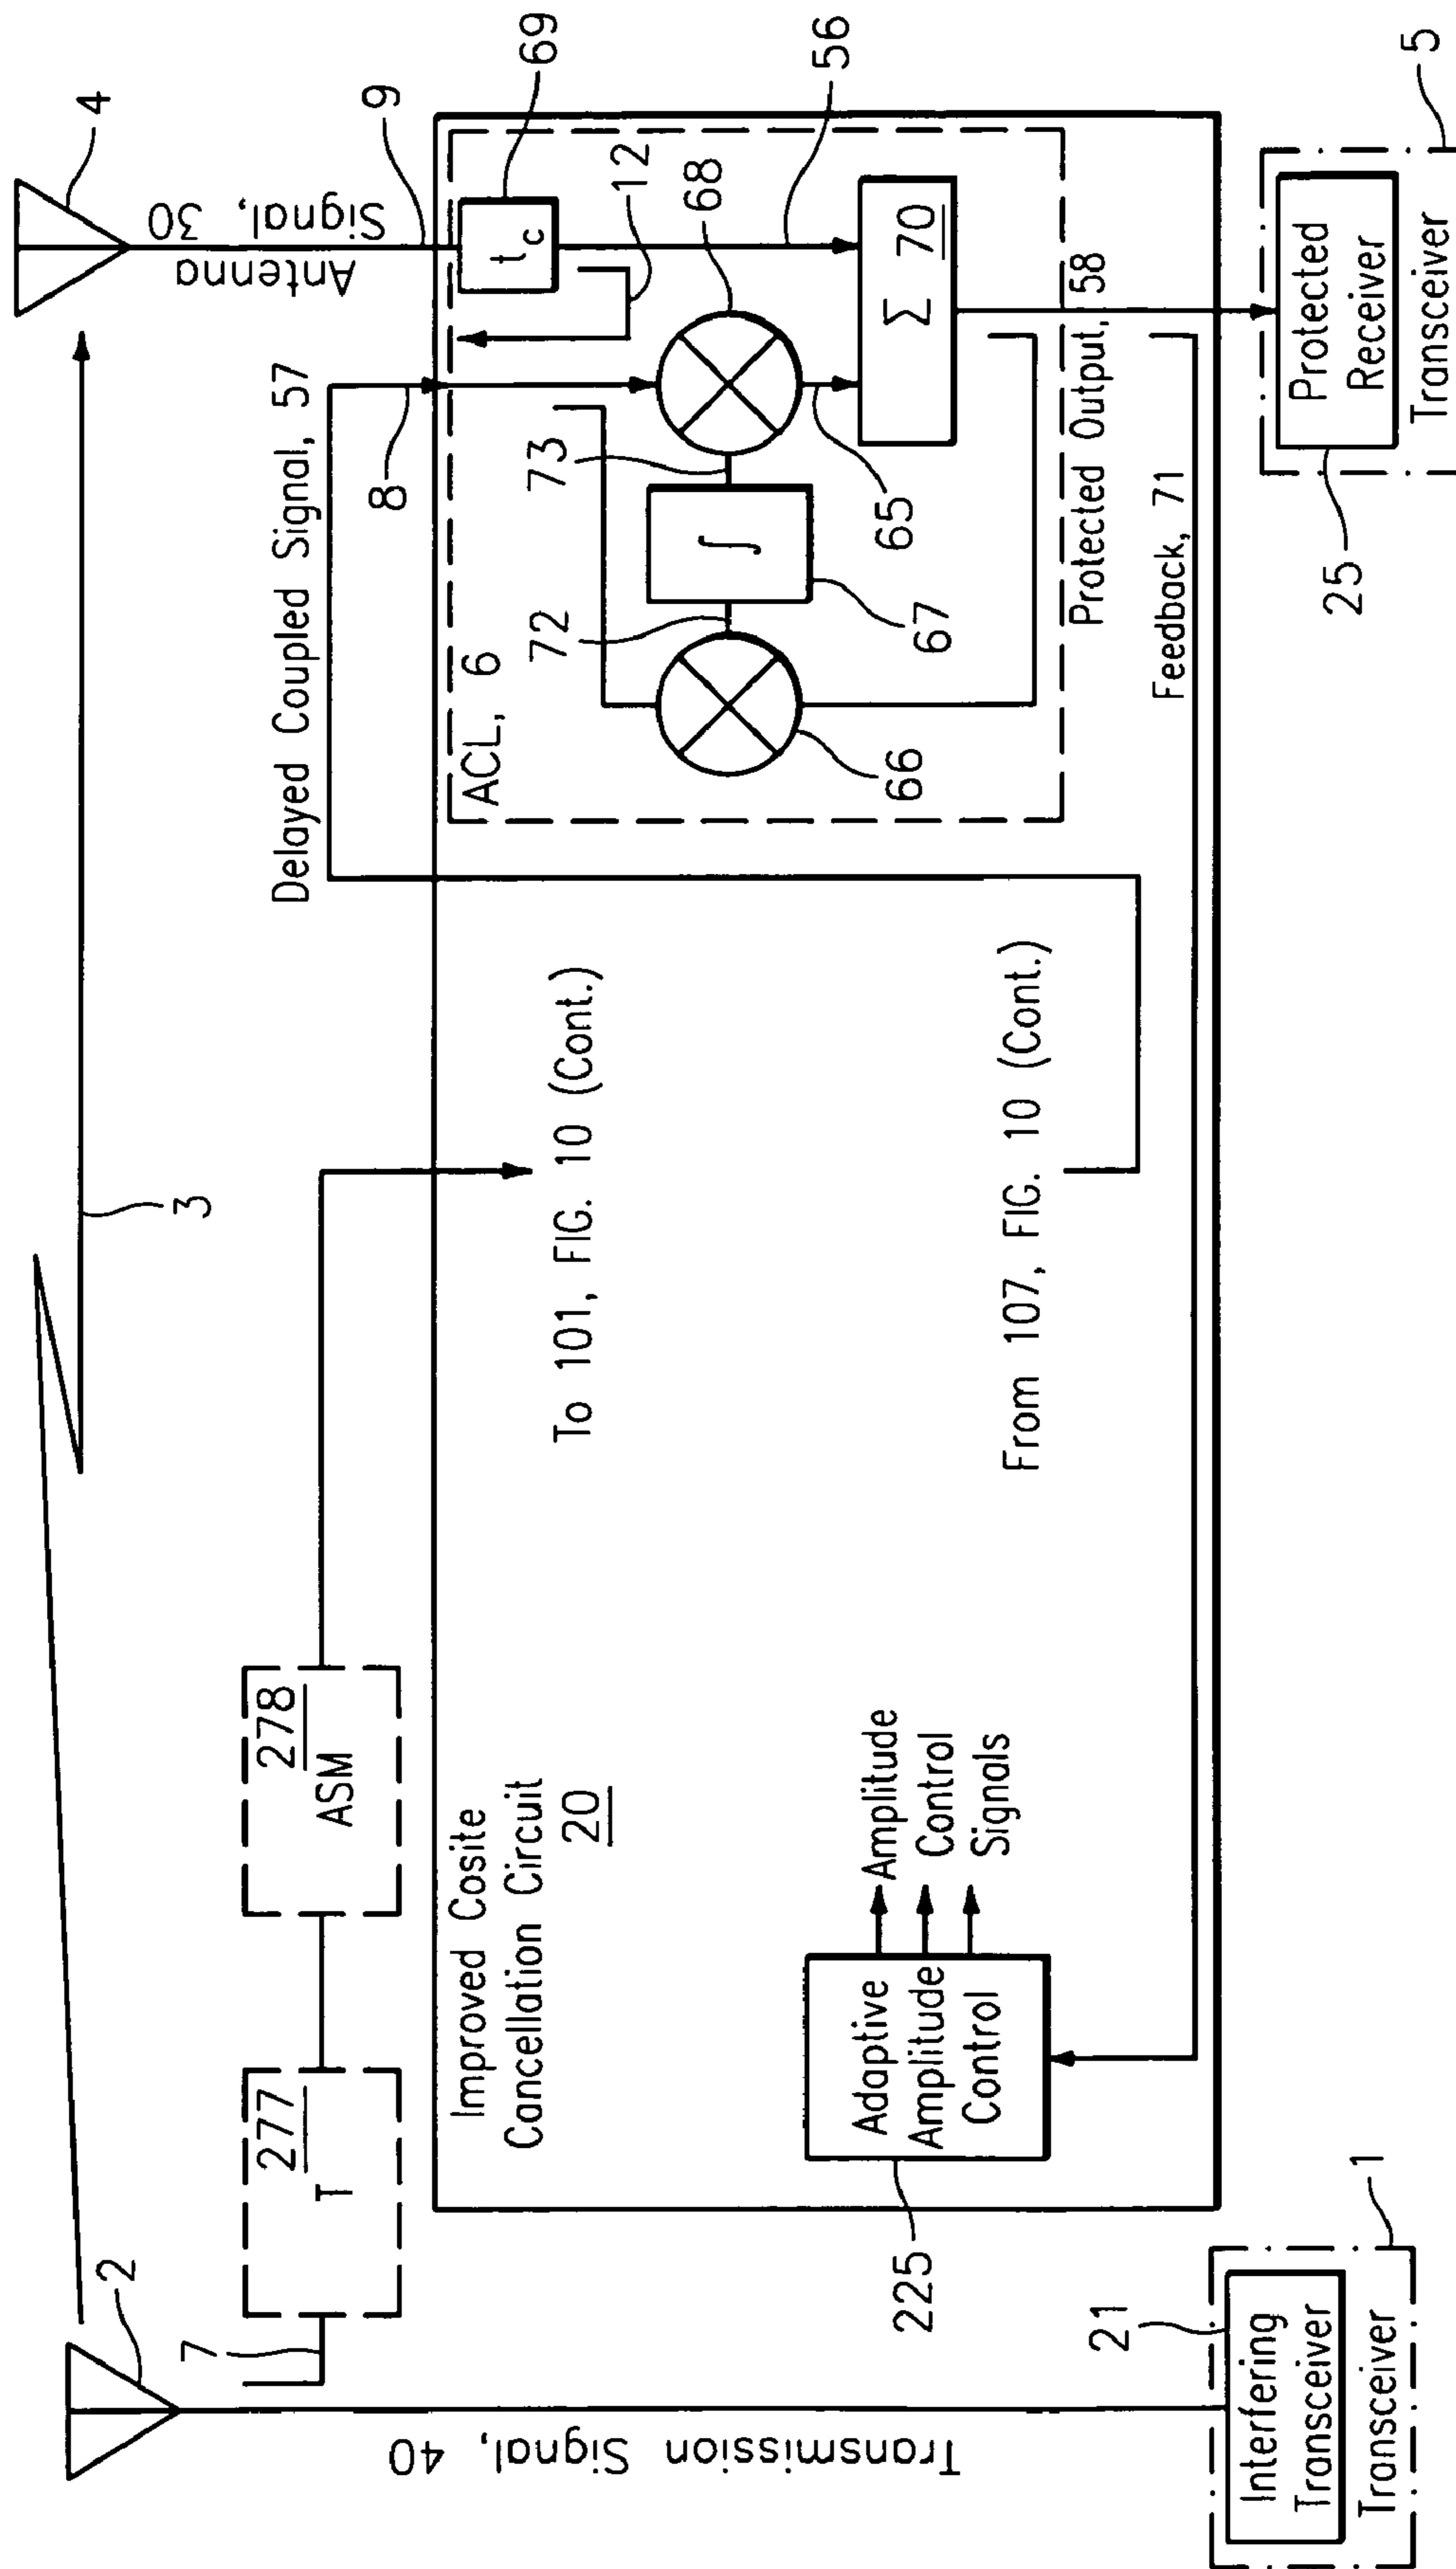 3
4
2
Antenna
Signal, 30
9
69
Delayed Coupled Signal, 57
8
7
277
T
278
ASM
Transmission Signal, 40
Improved Cosite
Cancellation Circuit
20
To 101, FIG. 10 (Cont.)
From 107, FIG. 10 (Cont.)
ACL, 6
tc
12
68
56
72
73
∫
67
66
65
Σ
70
Protected Output, 58
Feedback, 71
Adaptive
Amplitude
Control
225
Amplitude
Control
Signals
21
1
Interfering
Transceiver
Transceiver
5
Protected
Receiver
25
Transceiver